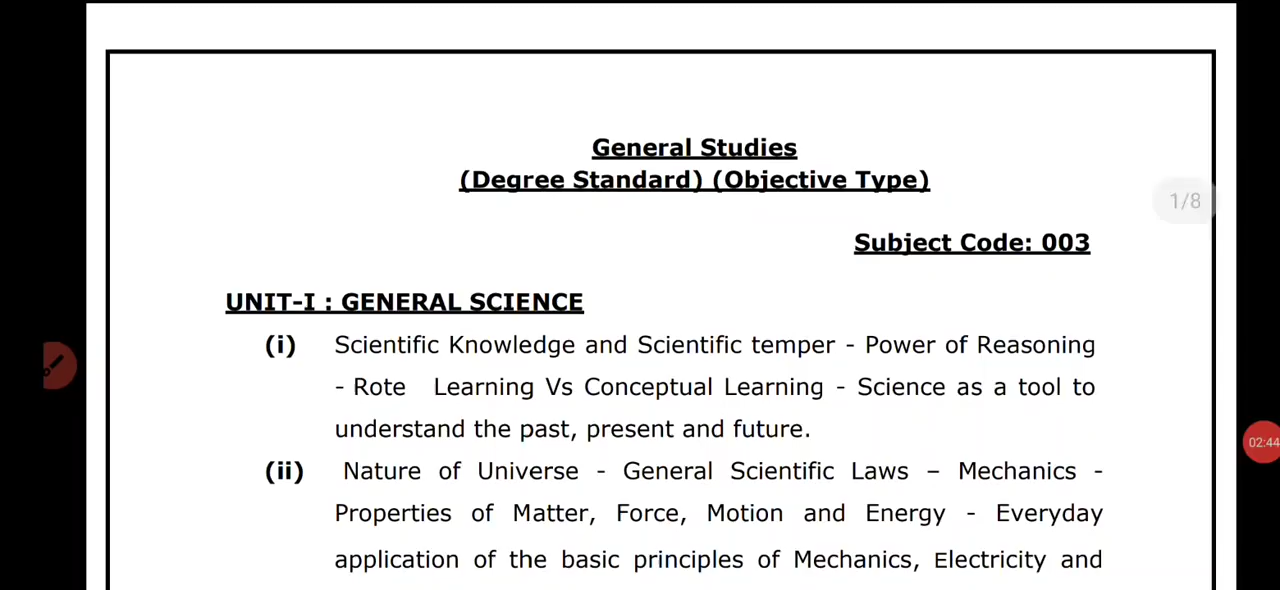 General Studies
(Degree Standard) (Objective Type)
1/8
Subject Code: 003
UNIT-I : GENERAL SCIENCE
(i) Scientific Knowledge and Scientific temper - Power of Reasoning
- Rote Learning Vs Conceptual Learning - Science as a tool to
understand the past, present and future.
02:44
(ii) Nature of Universe - General Scientific Laws – Mechanics -
Properties of Matter, Force, Motion and Energy - Everyday
application of the basic principles of Mechanics, Electricity and